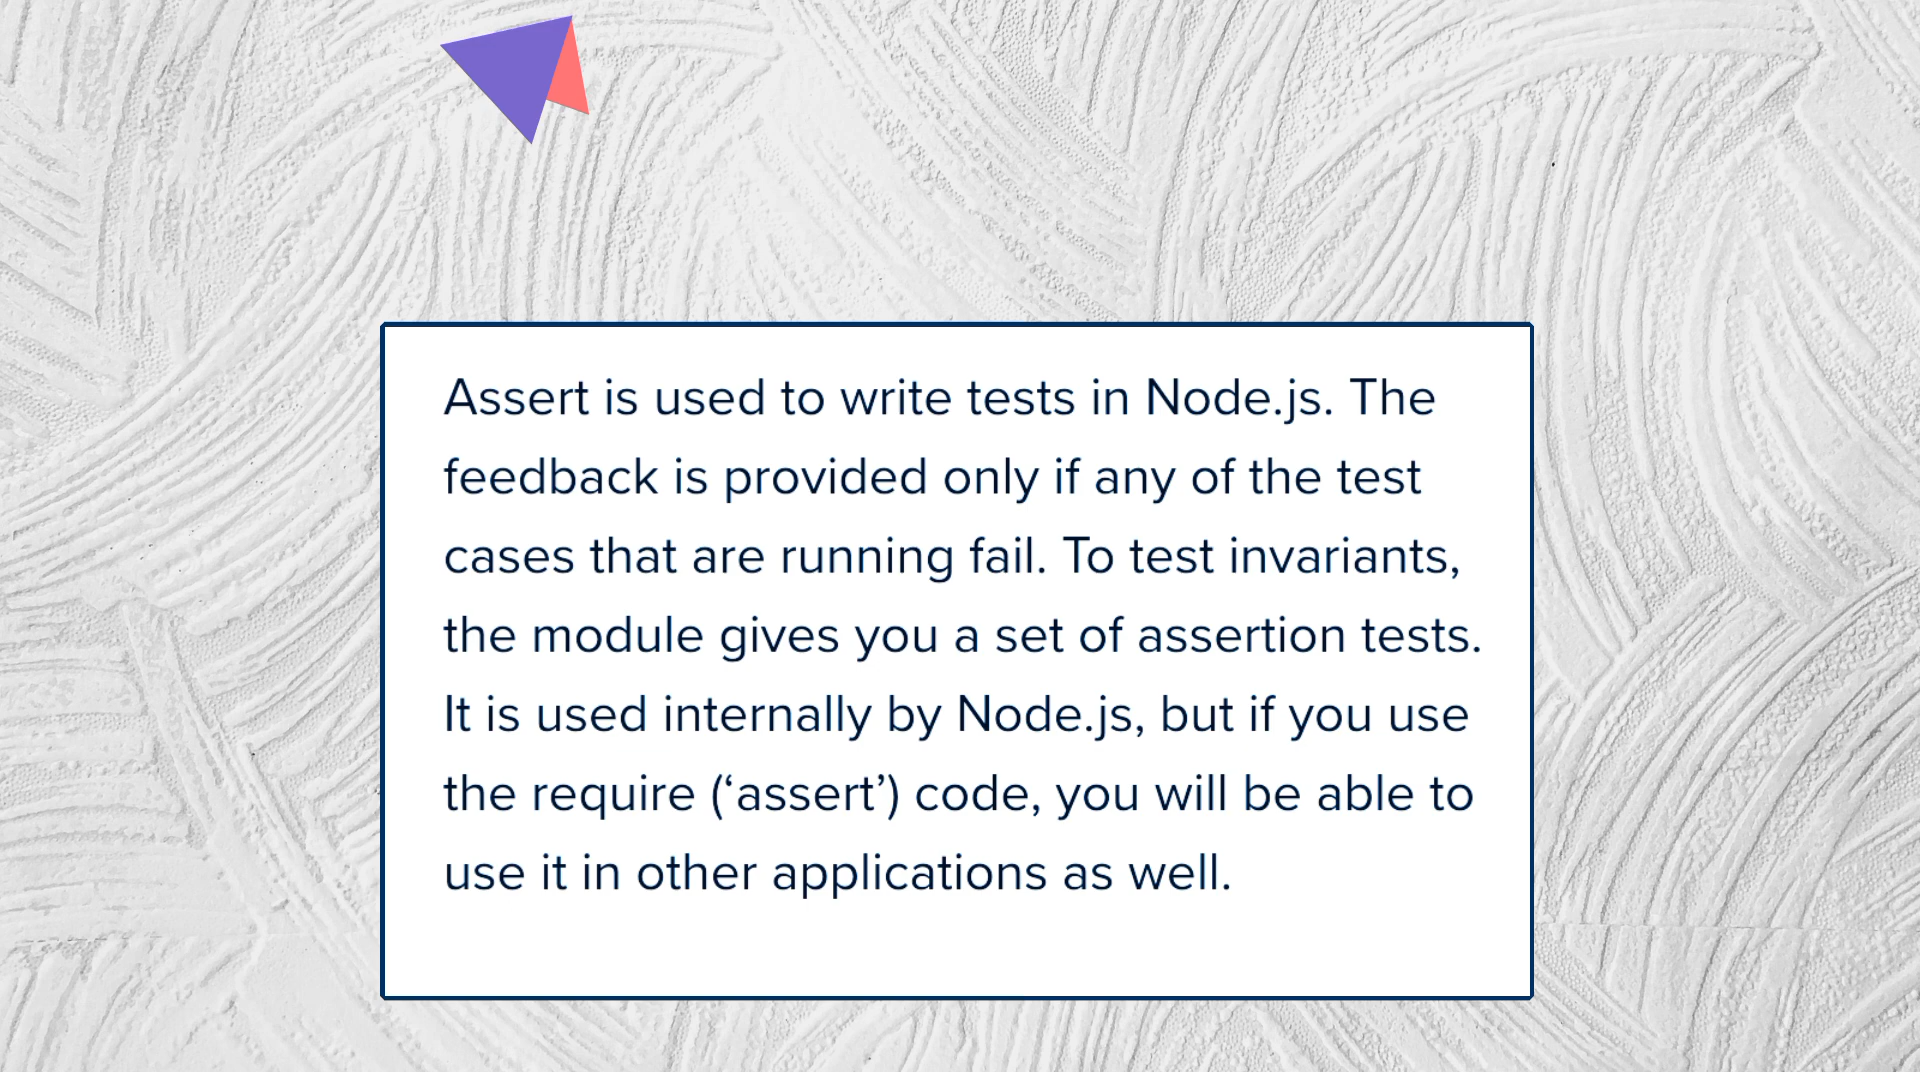 Assert is used to write tests in Node.js. The
feedback is provided only if any of the test
cases that are running fail. To test invariants,
the module gives you a set of assertion tests.
It is used internally by Node.js, but if you use
the require (‘assert’) code, you will be able to
use it in other applications as well.